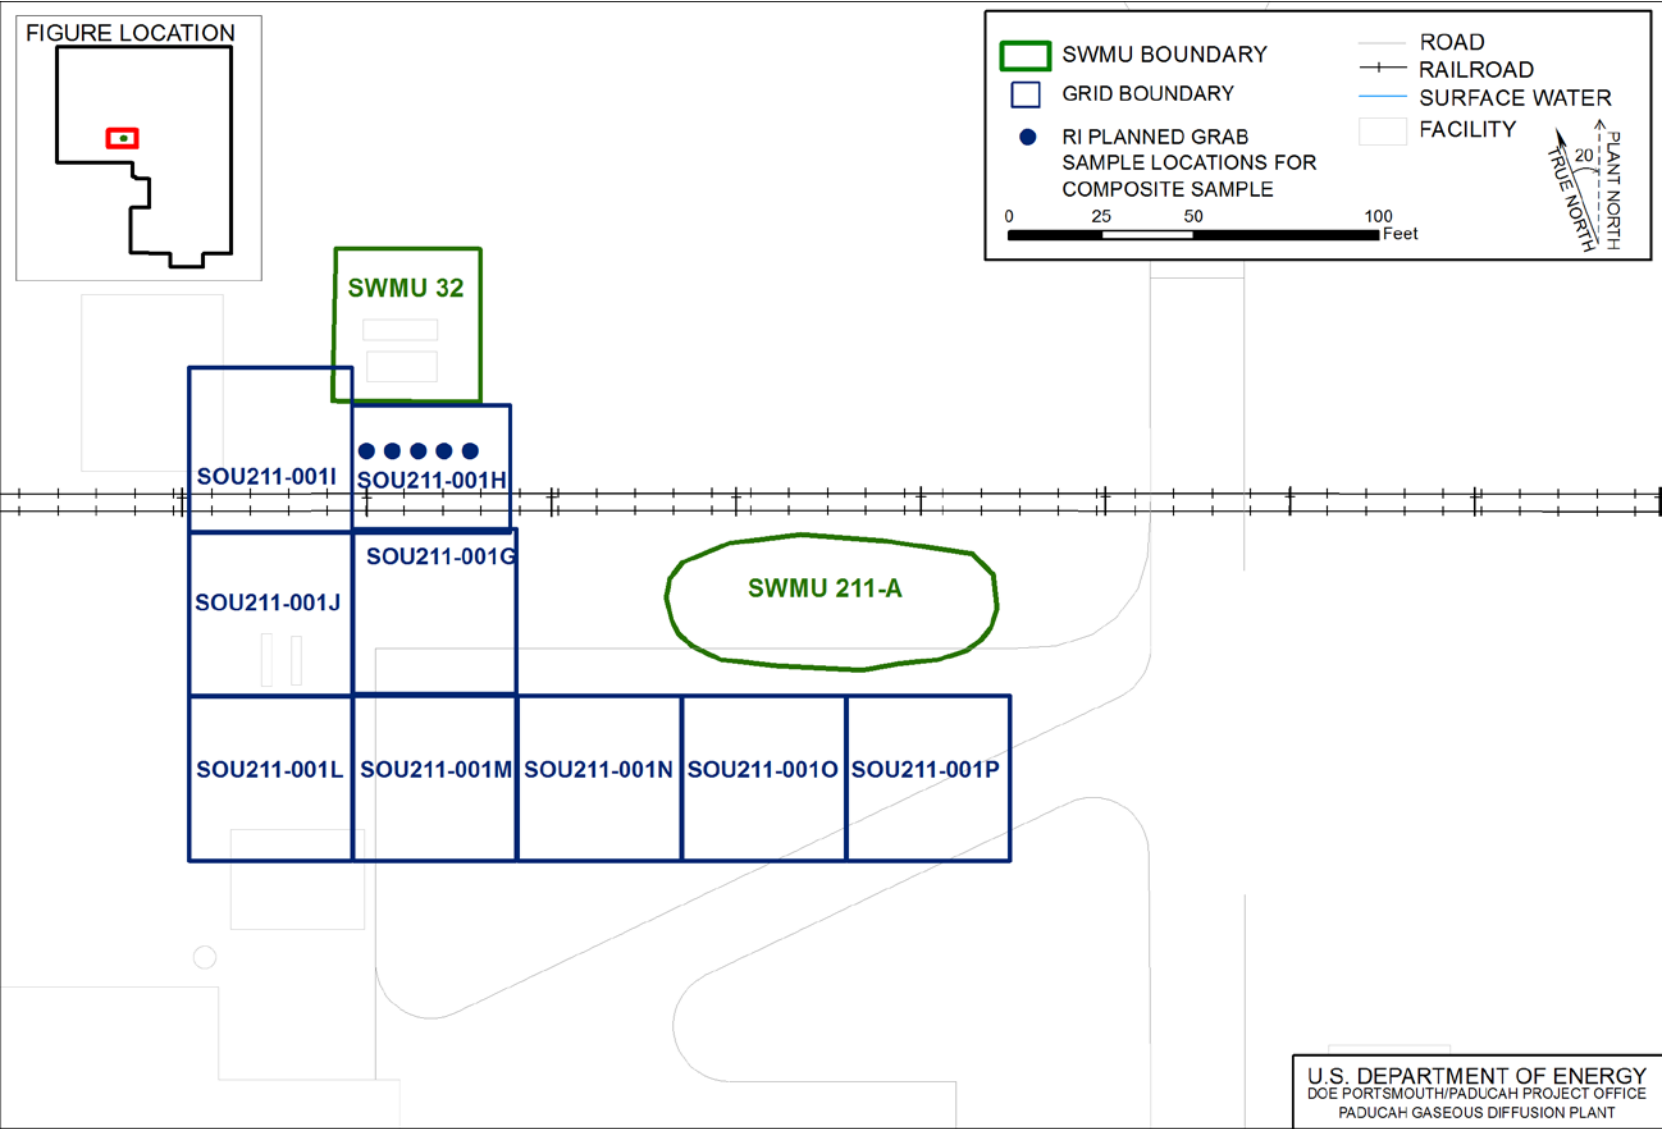 FIGURE LOCATION
SWMU BOUNDARY
GRID BOUNDARY
RI PLANNED GRAB
SAMPLE LOCATIONS FOR
COMPOSITE SAMPLE
ROAD
RAILROAD
SURFACE WATER
FACILITY
0 25 50 100
Feet
20
TRUE NORTH
PLANT NORTH
SWMU 32
SOU211-001I
SOU211-001H
SOU211-001G
SWMU 211-A
SOU211-001J
SOU211-001L
SOU211-001M
SOU211-001N
SOU211-001O
SOU211-001P
U.S. DEPARTMENT OF ENERGY
DOE PORTSMOUTH/PADUCAH PROJECT OFFICE
PADUCAH GASEOUS DIFFUSION PLANT